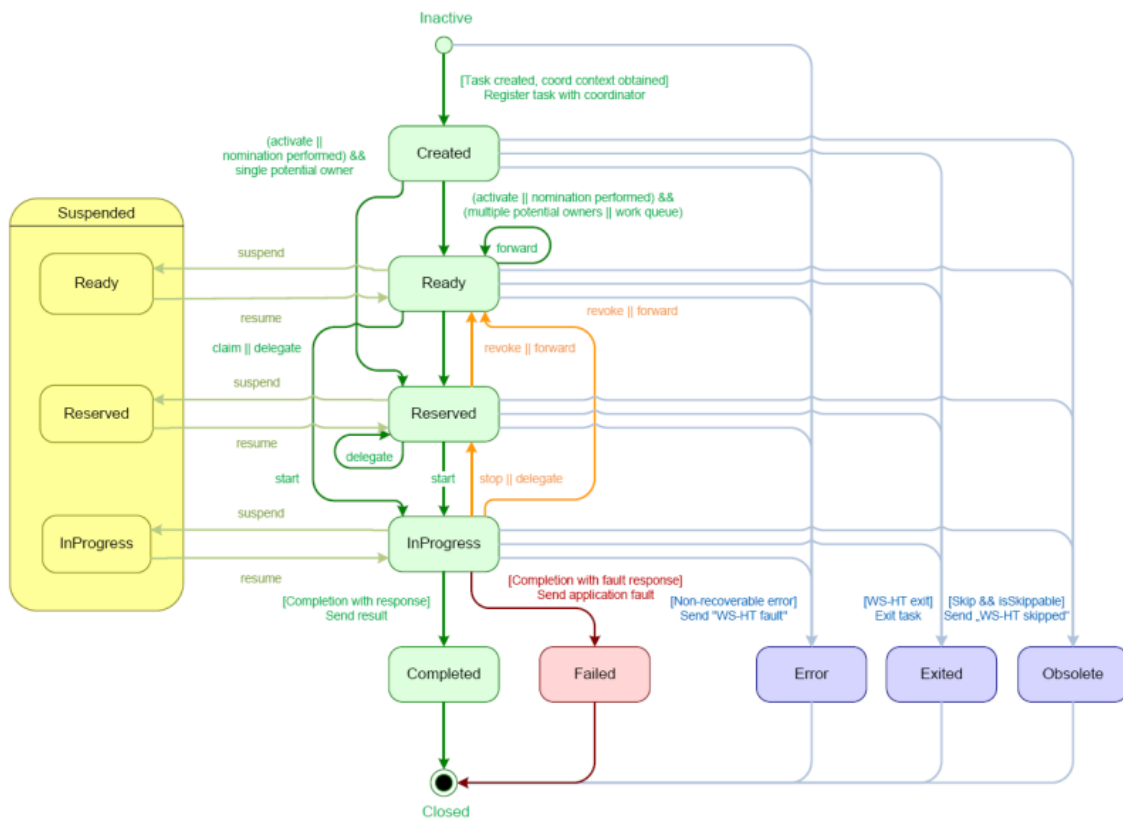 Inactive
[Task created, coord context obtained]
Register task with coordinator
(activate ||
nomination performed) &&
single potential owner
Created
(activate || nomination performed) &&
(multiple potential owners || work queue)
Suspended
suspend
forward
Ready
Ready
resume
revoke || forward
claim || delegate
revoke || forward
suspend
Reserved
Reserved
resume
delegate
start
start
stop || delegate
suspend
InProgress
InProgress
resume
[Completion with response]
Send result
[Completion with fault response]
Send application fault
[Non-recoverable error]
Send "WS-HT fault"
[WS-HT exit]
Exit task
[Skip && isSkippable]
Send „WS-HT skipped"
Completed
Failed
Error
Exited
Obsolete
Closed